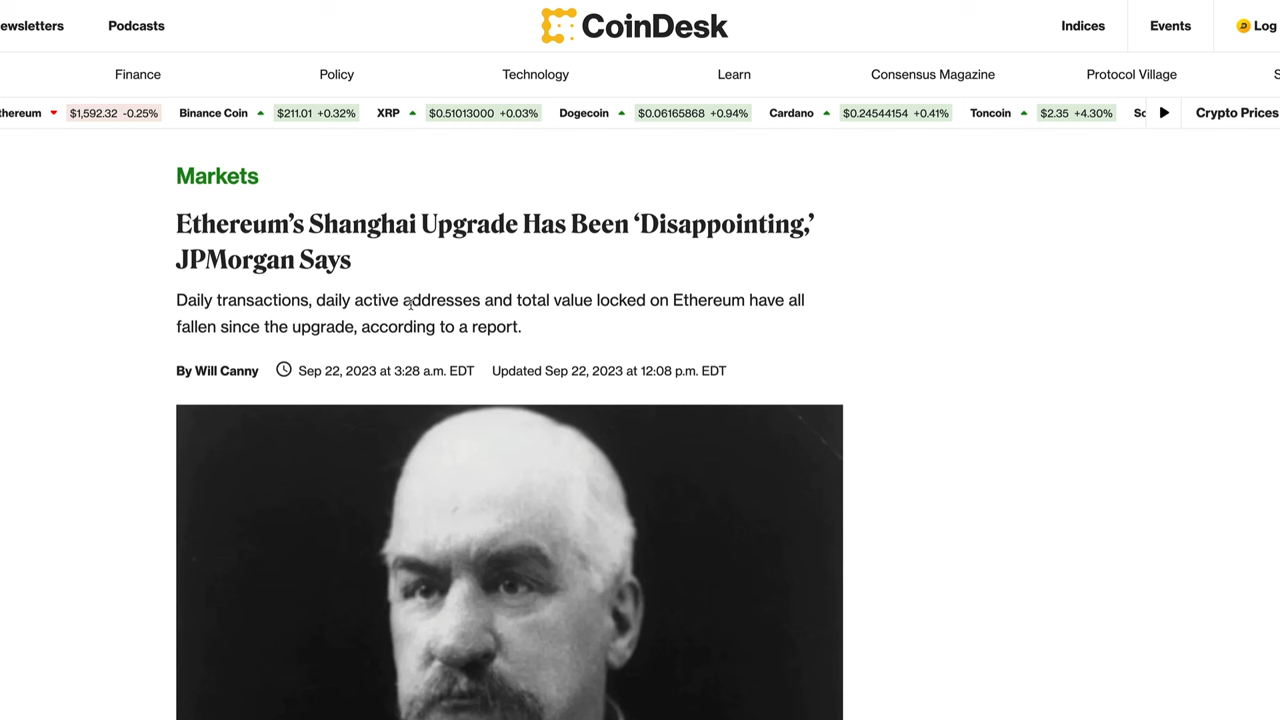 ewsletters Podcasts CoinDesk Indices Events Log
Finance Policy Technology Learn Consensus Magazine Protocol Village S
thereum $1,592.32 -0.25% Binance Coin $211.01 +0.32% XRP $0.51013000 +0.03% Dogecoin $0.06165868 +0.94% Cardano $0.24544154 +0.41% Toncoin $2.35 +4.30% So Crypto Prices
Markets
Ethereum’s Shanghai Upgrade Has Been ‘Disappointing,’
JPMorgan Says
Daily transactions, daily active addresses and total value locked on Ethereum have all
fallen since the upgrade, according to a report.
By Will Canny Sep 22, 2023 at 3:28 a.m. EDT Updated Sep 22, 2023 at 12:08 p.m. EDT